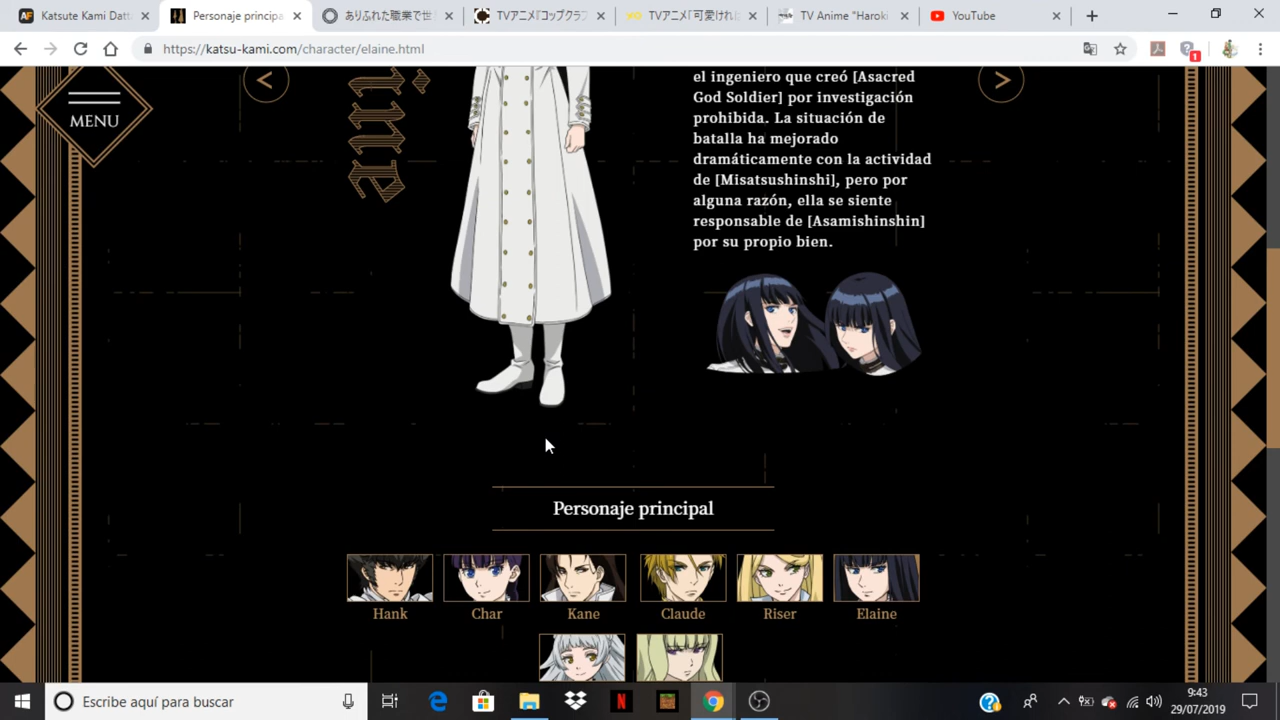 Katsute Kami Datt
Personaje principa
ありふれた職業で世
TVアニメ『コップクラフ
TVアニメ「可愛ければ
TV Anime "Haroki
YouTube
https://katsu-kami.com/character/elaine.html
1
MENU
<
>
ine
el ingeniero que creó [Asacred
God Soldier] por investigación
prohibida. La situación de
batalla ha mejorado
dramáticamente con la actividad
de [Misatsushinshi], pero por
alguna razón, ella se siente
responsable de [Asamishinshin]
por su propio bien.
Personaje principal
Hank
Char
Kane
Claude
Riser
Elaine
Escribe aquí para buscar
9:43
29/07/2019